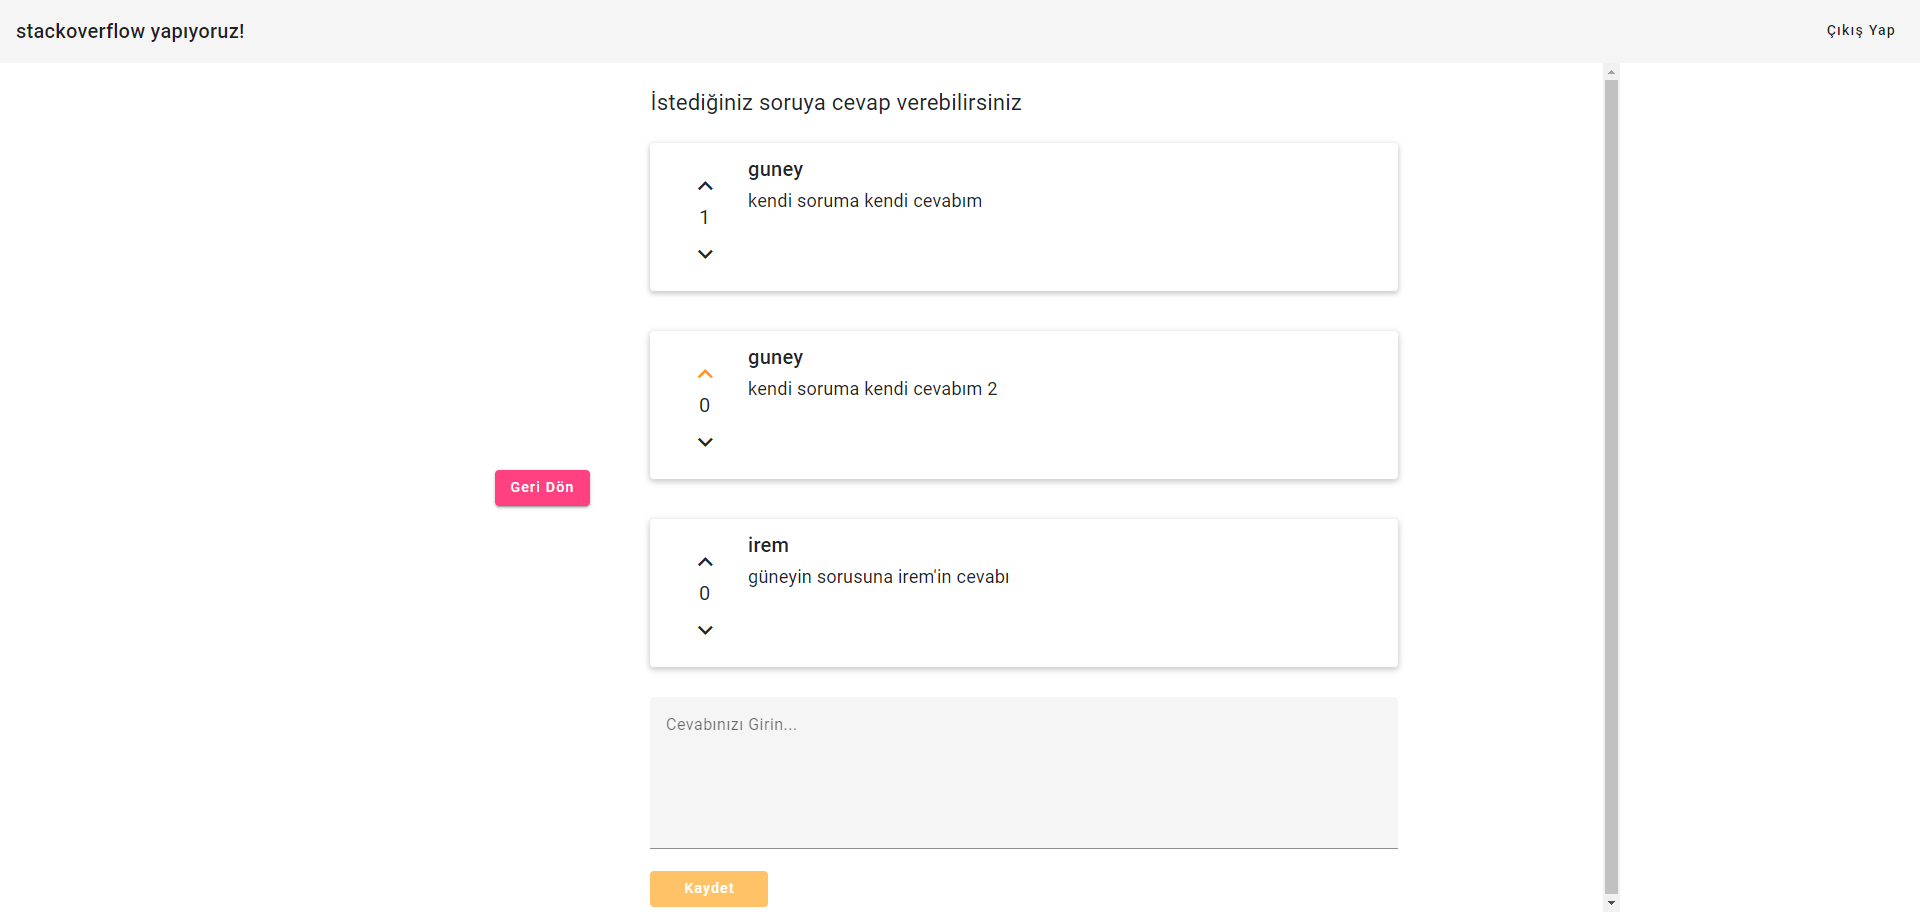 stackoverflow yapıyoruz!
Çıkış Yap
İstediğiniz soruya cevap verebilirsiniz
guney
kendi soruma kendi cevabım
1
guney
kendi soruma kendi cevabım 2
0
Geri Dön
irem
güneyin sorusuna irem'in cevabı
0
Cevabınızı Girin...
Kaydet